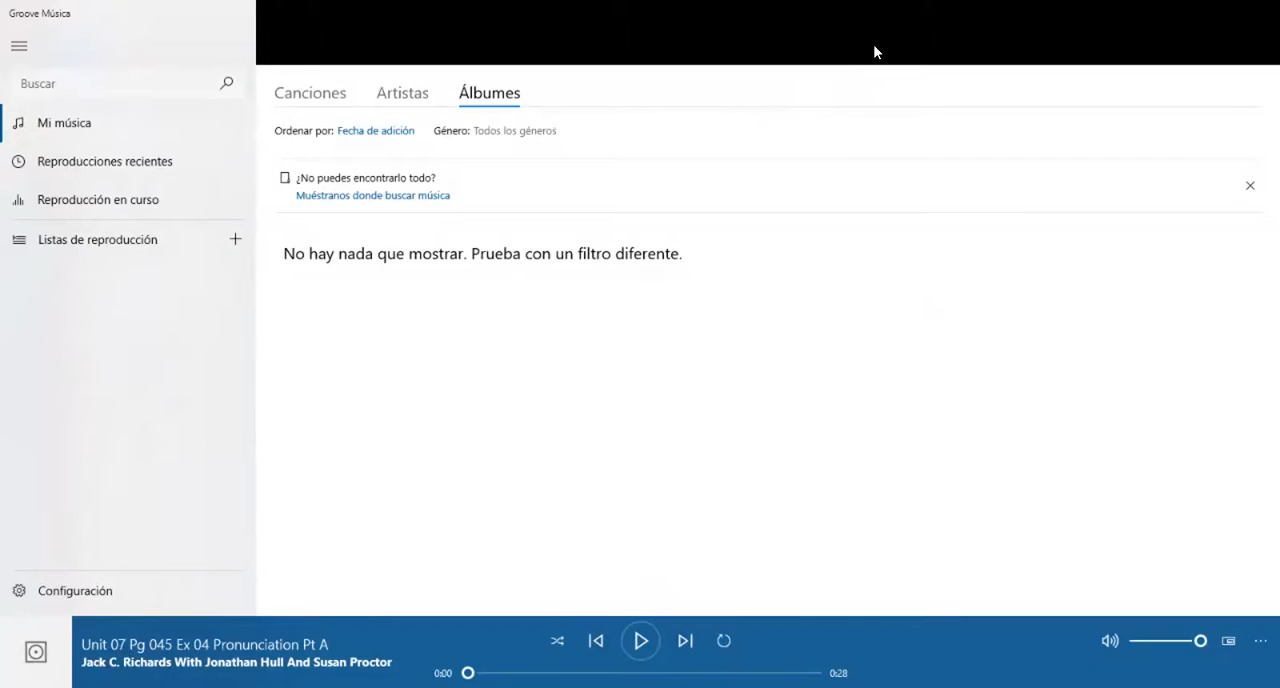 Groove Música
Buscar
Mi música
Reproducciones recientes
Reproducción en curso
Listas de reproducción
Configuración
Canciones Artistas Álbumes
Ordenar por: Fecha de adición Género: Todos los géneros
¿No puedes encontrarlo todo?
Muéstranos donde buscar música
No hay nada que mostrar. Prueba con un filtro diferente.
Unit 07 Pg 045 Ex 04 Pronunciation Pt A
Jack C. Richards With Jonathan Hull And Susan Proctor
0:00 0:28